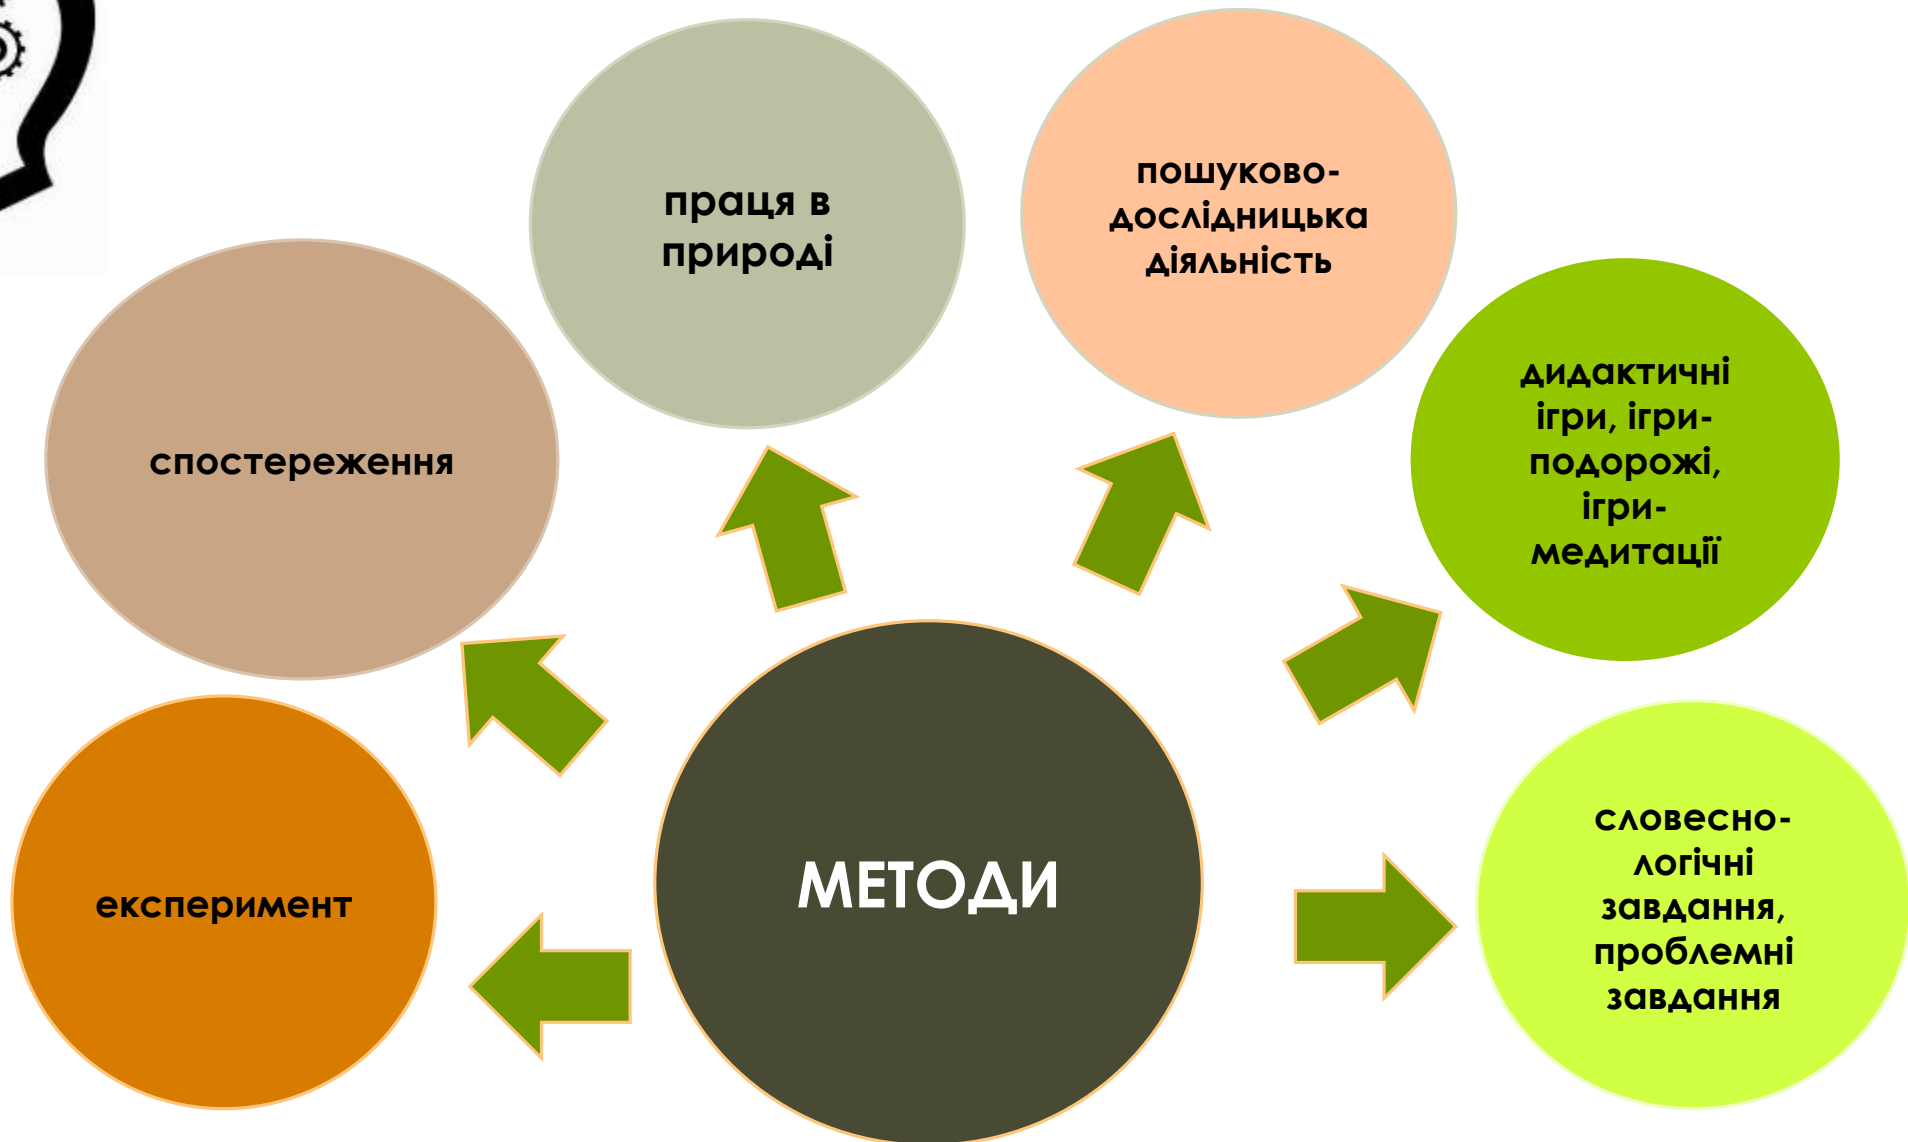 праця в
природі
пошуково-
дослідницька
діяльність
спостереження
дидактичні
ігри, ігри-
подорожі,
ігри-
медитації
експеримент
МЕТОДИ
словесно-
логічні
завдання,
проблемні
завдання